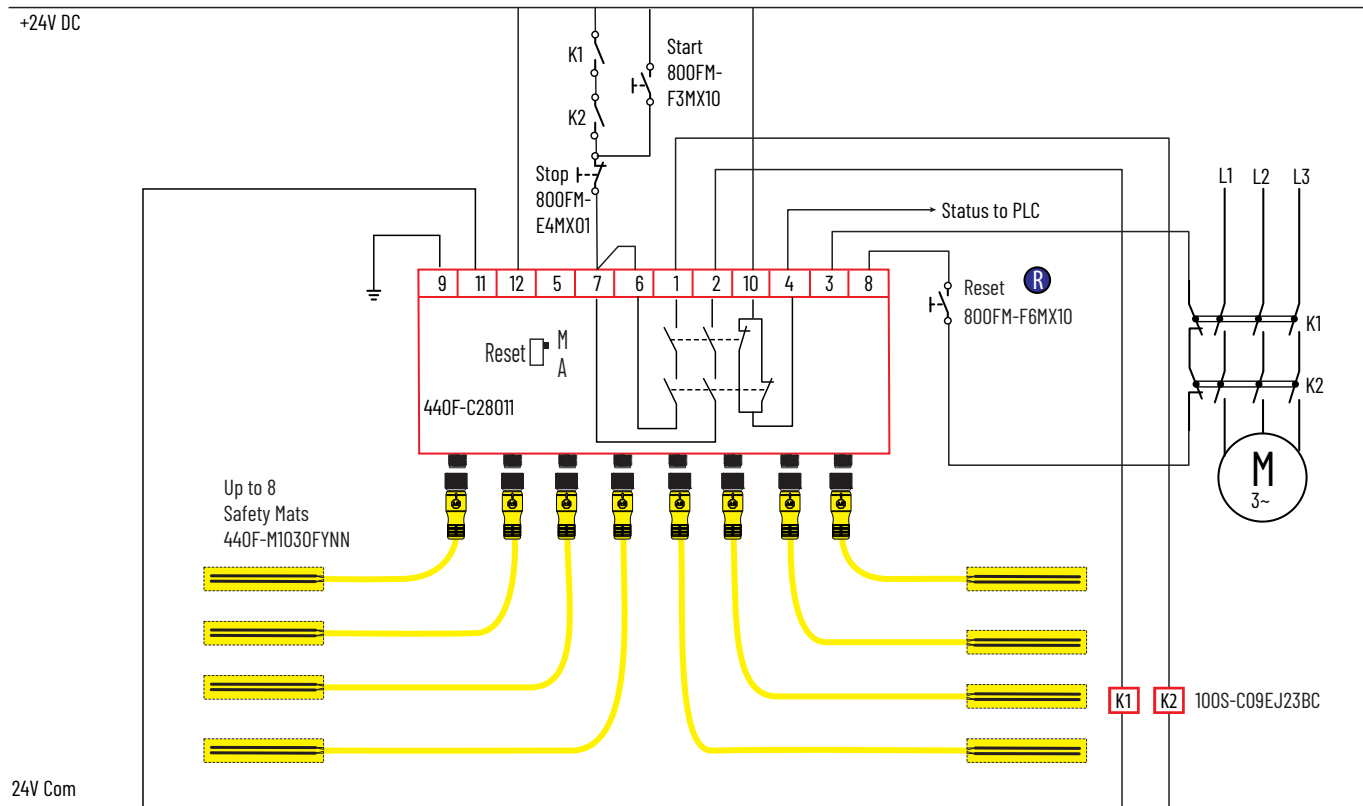 +24V DC
K1
K2
Start
800FM-
F3MX10
Stop
800FM-
E4MX01
Status to PLC
L1 L2 L3
9 11 12 5 7 6 1 2 10 4 3 8
Reset
M
A
440F-C28011
Reset R
800FM-F6MX10
K1
K2
M
3~
Up to 8
Safety Mats
440F-M1030FYNN
K1 K2 100S-C09EJ23BC
24V Com